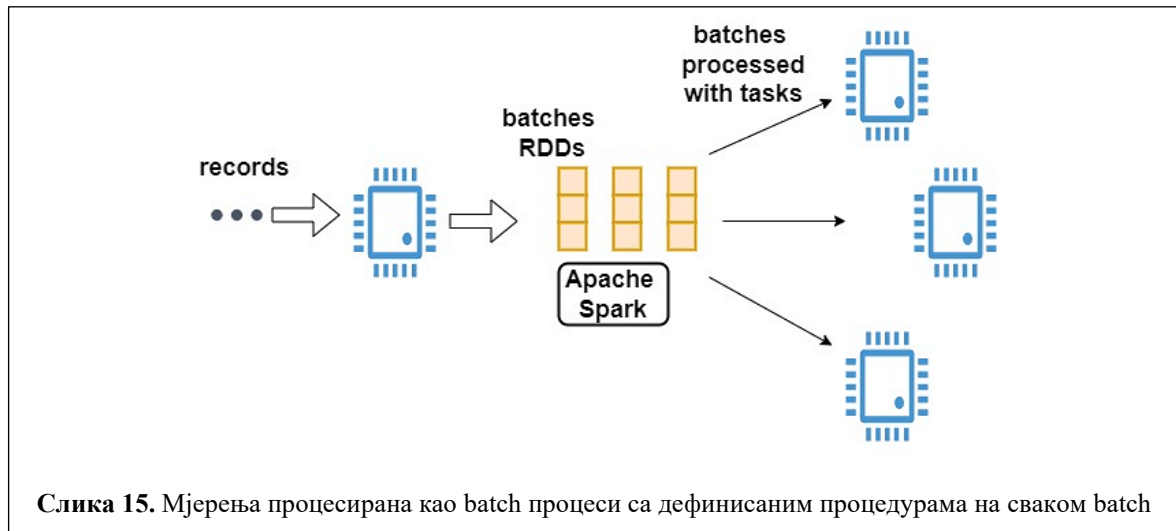 records
batches
RDDs
Apache
Spark
batches
processed
with tasks
Слика 15. Мјерења процесирана као batch процеси са дефинисаним процедурама на сваком batch